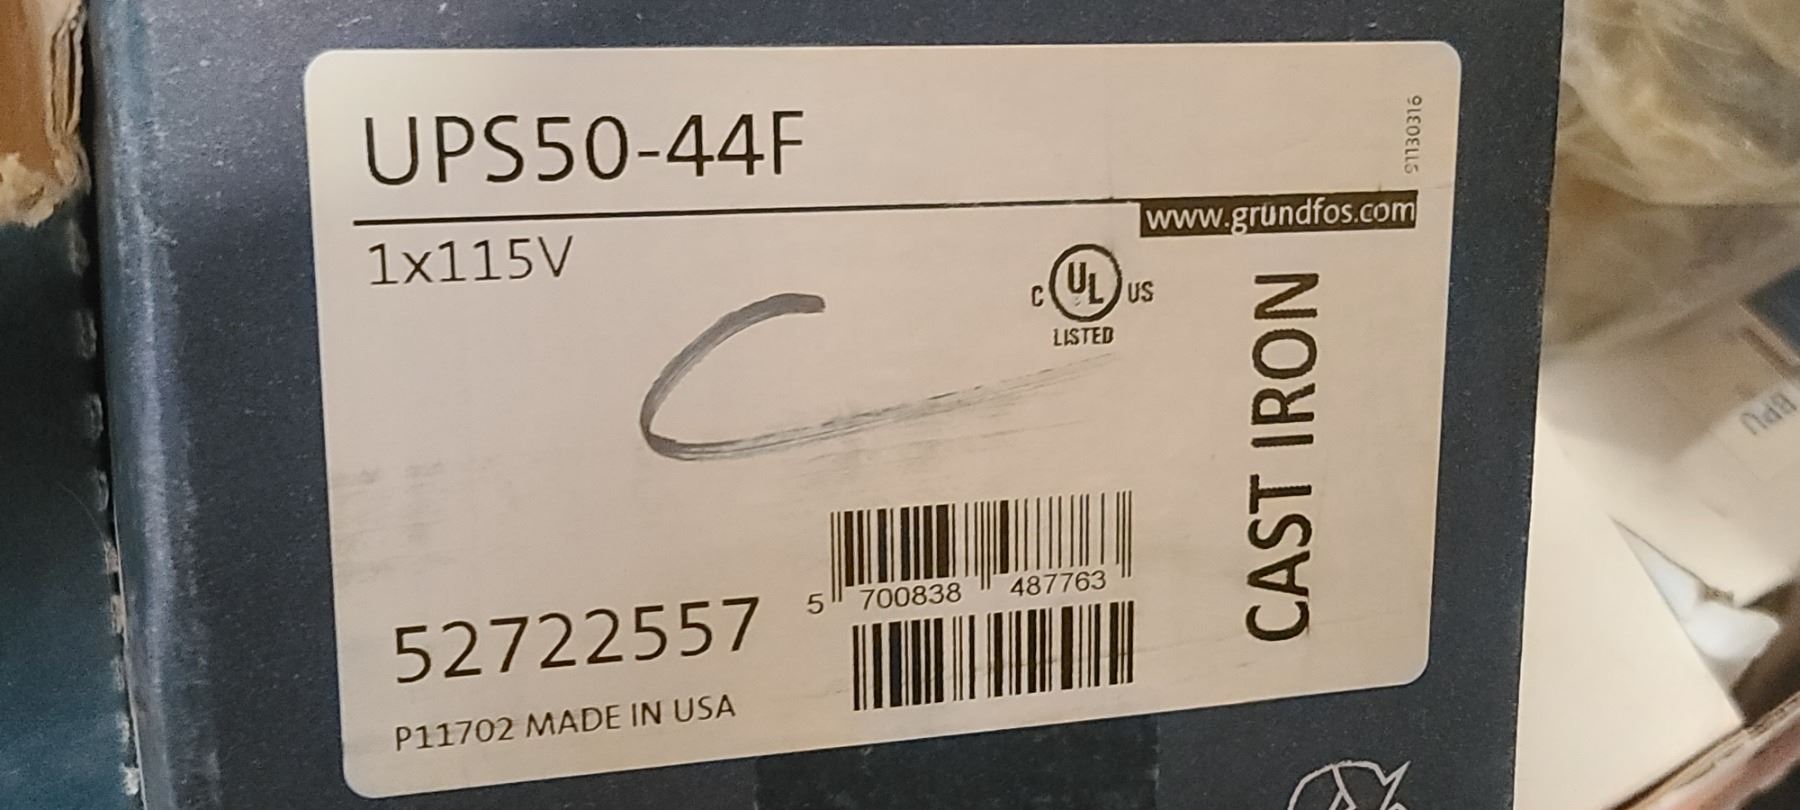 UPS50-44F
91130316
www.grundfos.com
1x115V
C UL US
LISTED
CAST IRON
5 700838 487763
52722557
P11702 MADE IN USA
BPU